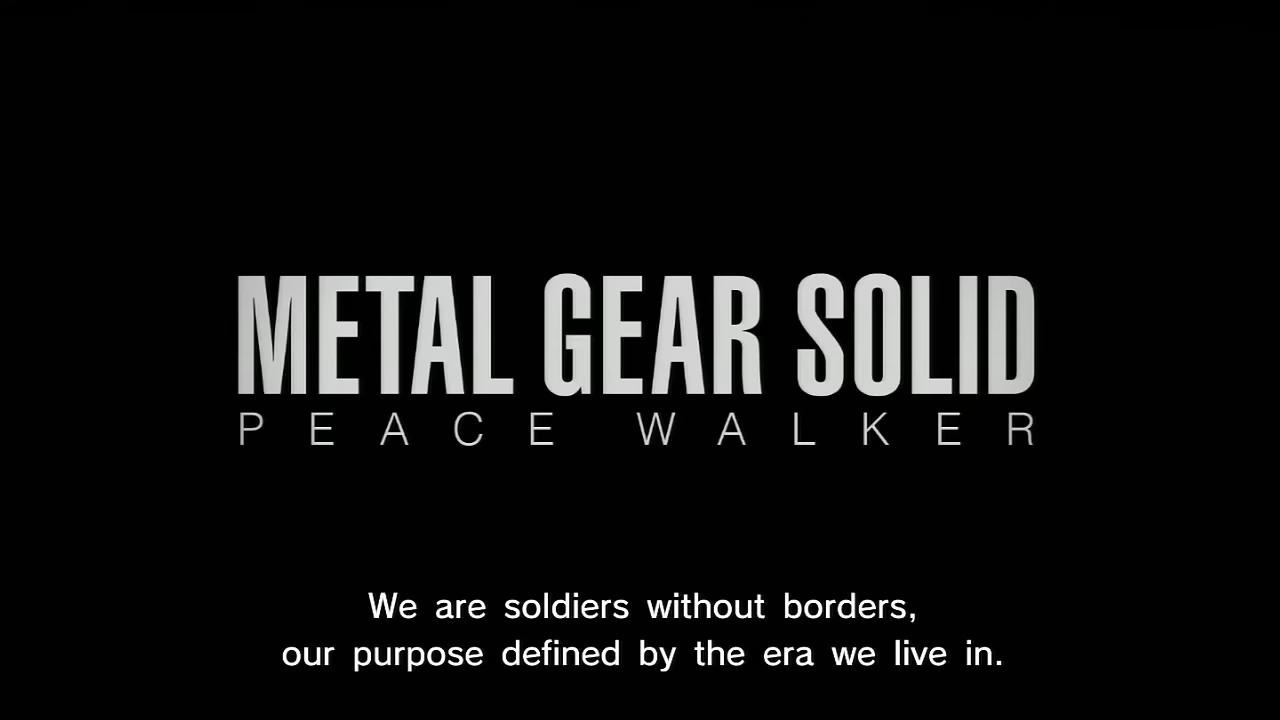 METAL GEAR SOLID
PEACE WALKER
We are soldiers without borders,
our purpose defined by the era we live in.